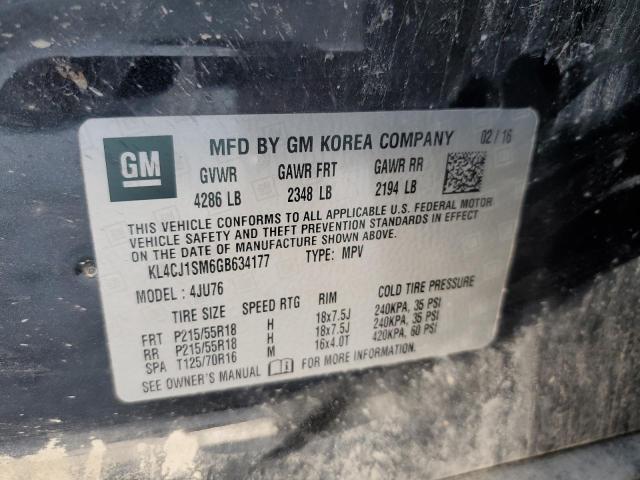 GM MFD BY GM KOREA COMPANY 02/16
GVWR GAWR FRT GAWR RR
4286 LB 2348 LB 2194 LB
THIS VEHICLE CONFORMS TO ALL APPLICABLE U.S. FEDERAL MOTOR
VEHICLE SAFETY AND THEFT PREVENTION STANDARDS IN EFFECT
ON THE DATE OF MANUFACTURE SHOWN ABOVE.
KL4CJ1SM6GB634177 TYPE: MPV
MODEL: 4JU76
TIRE SIZE SPEED RTG RIM COLD TIRE PRESSURE
FRT P215/55R18 H 18x7.5J 240KPA, 35 PSI
RR P215/55R18 H 18x7.5J 240KPA, 35 PSI
SPA T125/70R16 M 16x4.0T 420KPA, 60 PSI
SEE OWNER'S MANUAL FOR MORE INFORMATION.